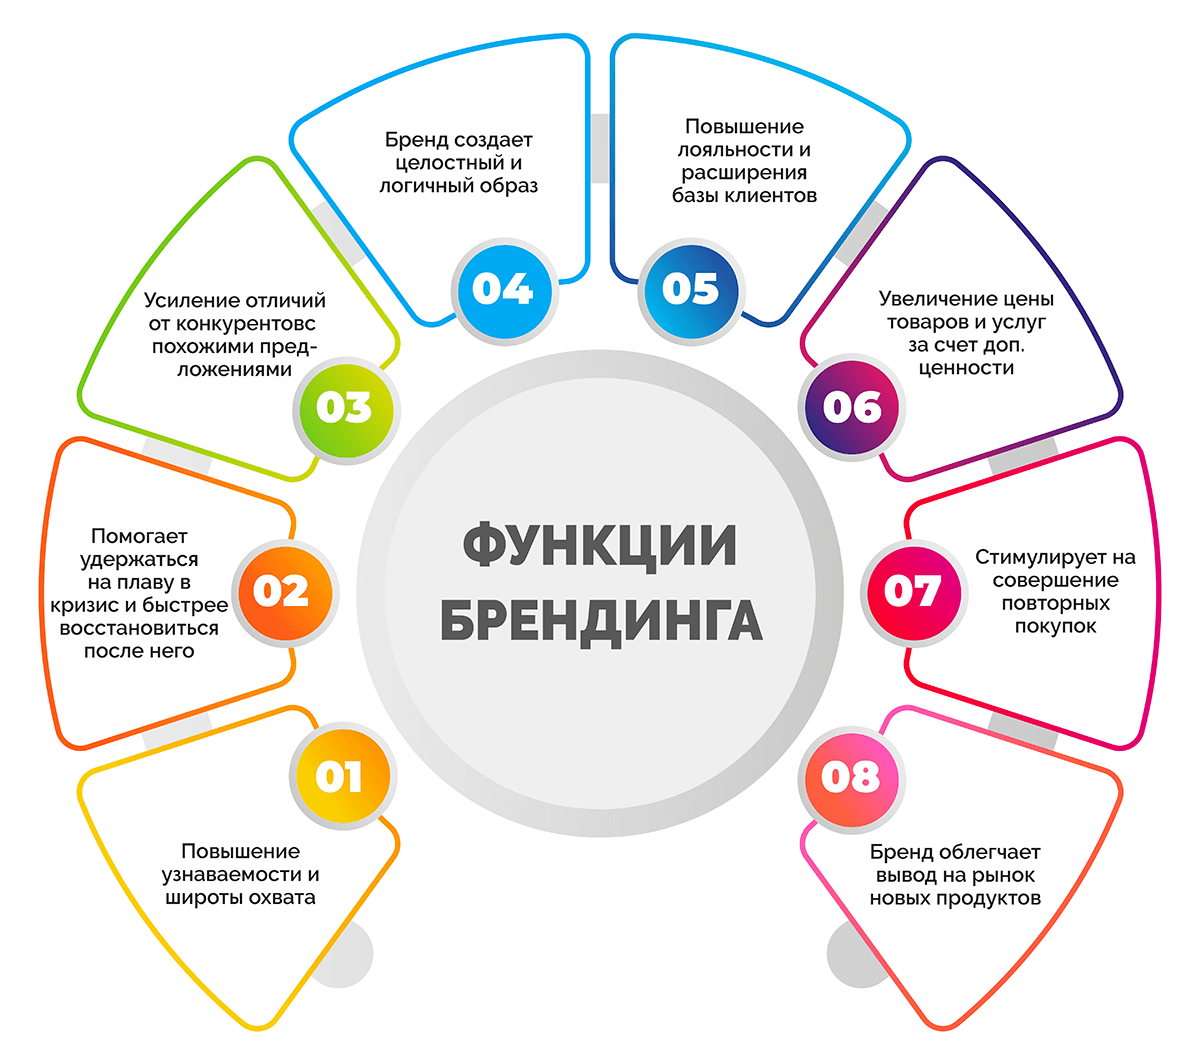 ФУНКЦИИ
БРЕНДИНГА
01
Повышение
узнаваемости и
широты охвата
02
Помогает
удержаться
на плаву в
кризис и быстрее
восстановиться
после него
03
Усиление отличий
от конкурентовс
похожими пред-
ложениями
04
Бренд создает
целостный и
логичный образ
05
Повышение
лояльности и
расширения
базы клиентов
06
Увеличение цены
товаров и услуг
за счет доп.
ценности
07
Стимулирует на
совершение
повторных
покупок
08
Бренд облегчает
вывод на рынок
новых продуктов